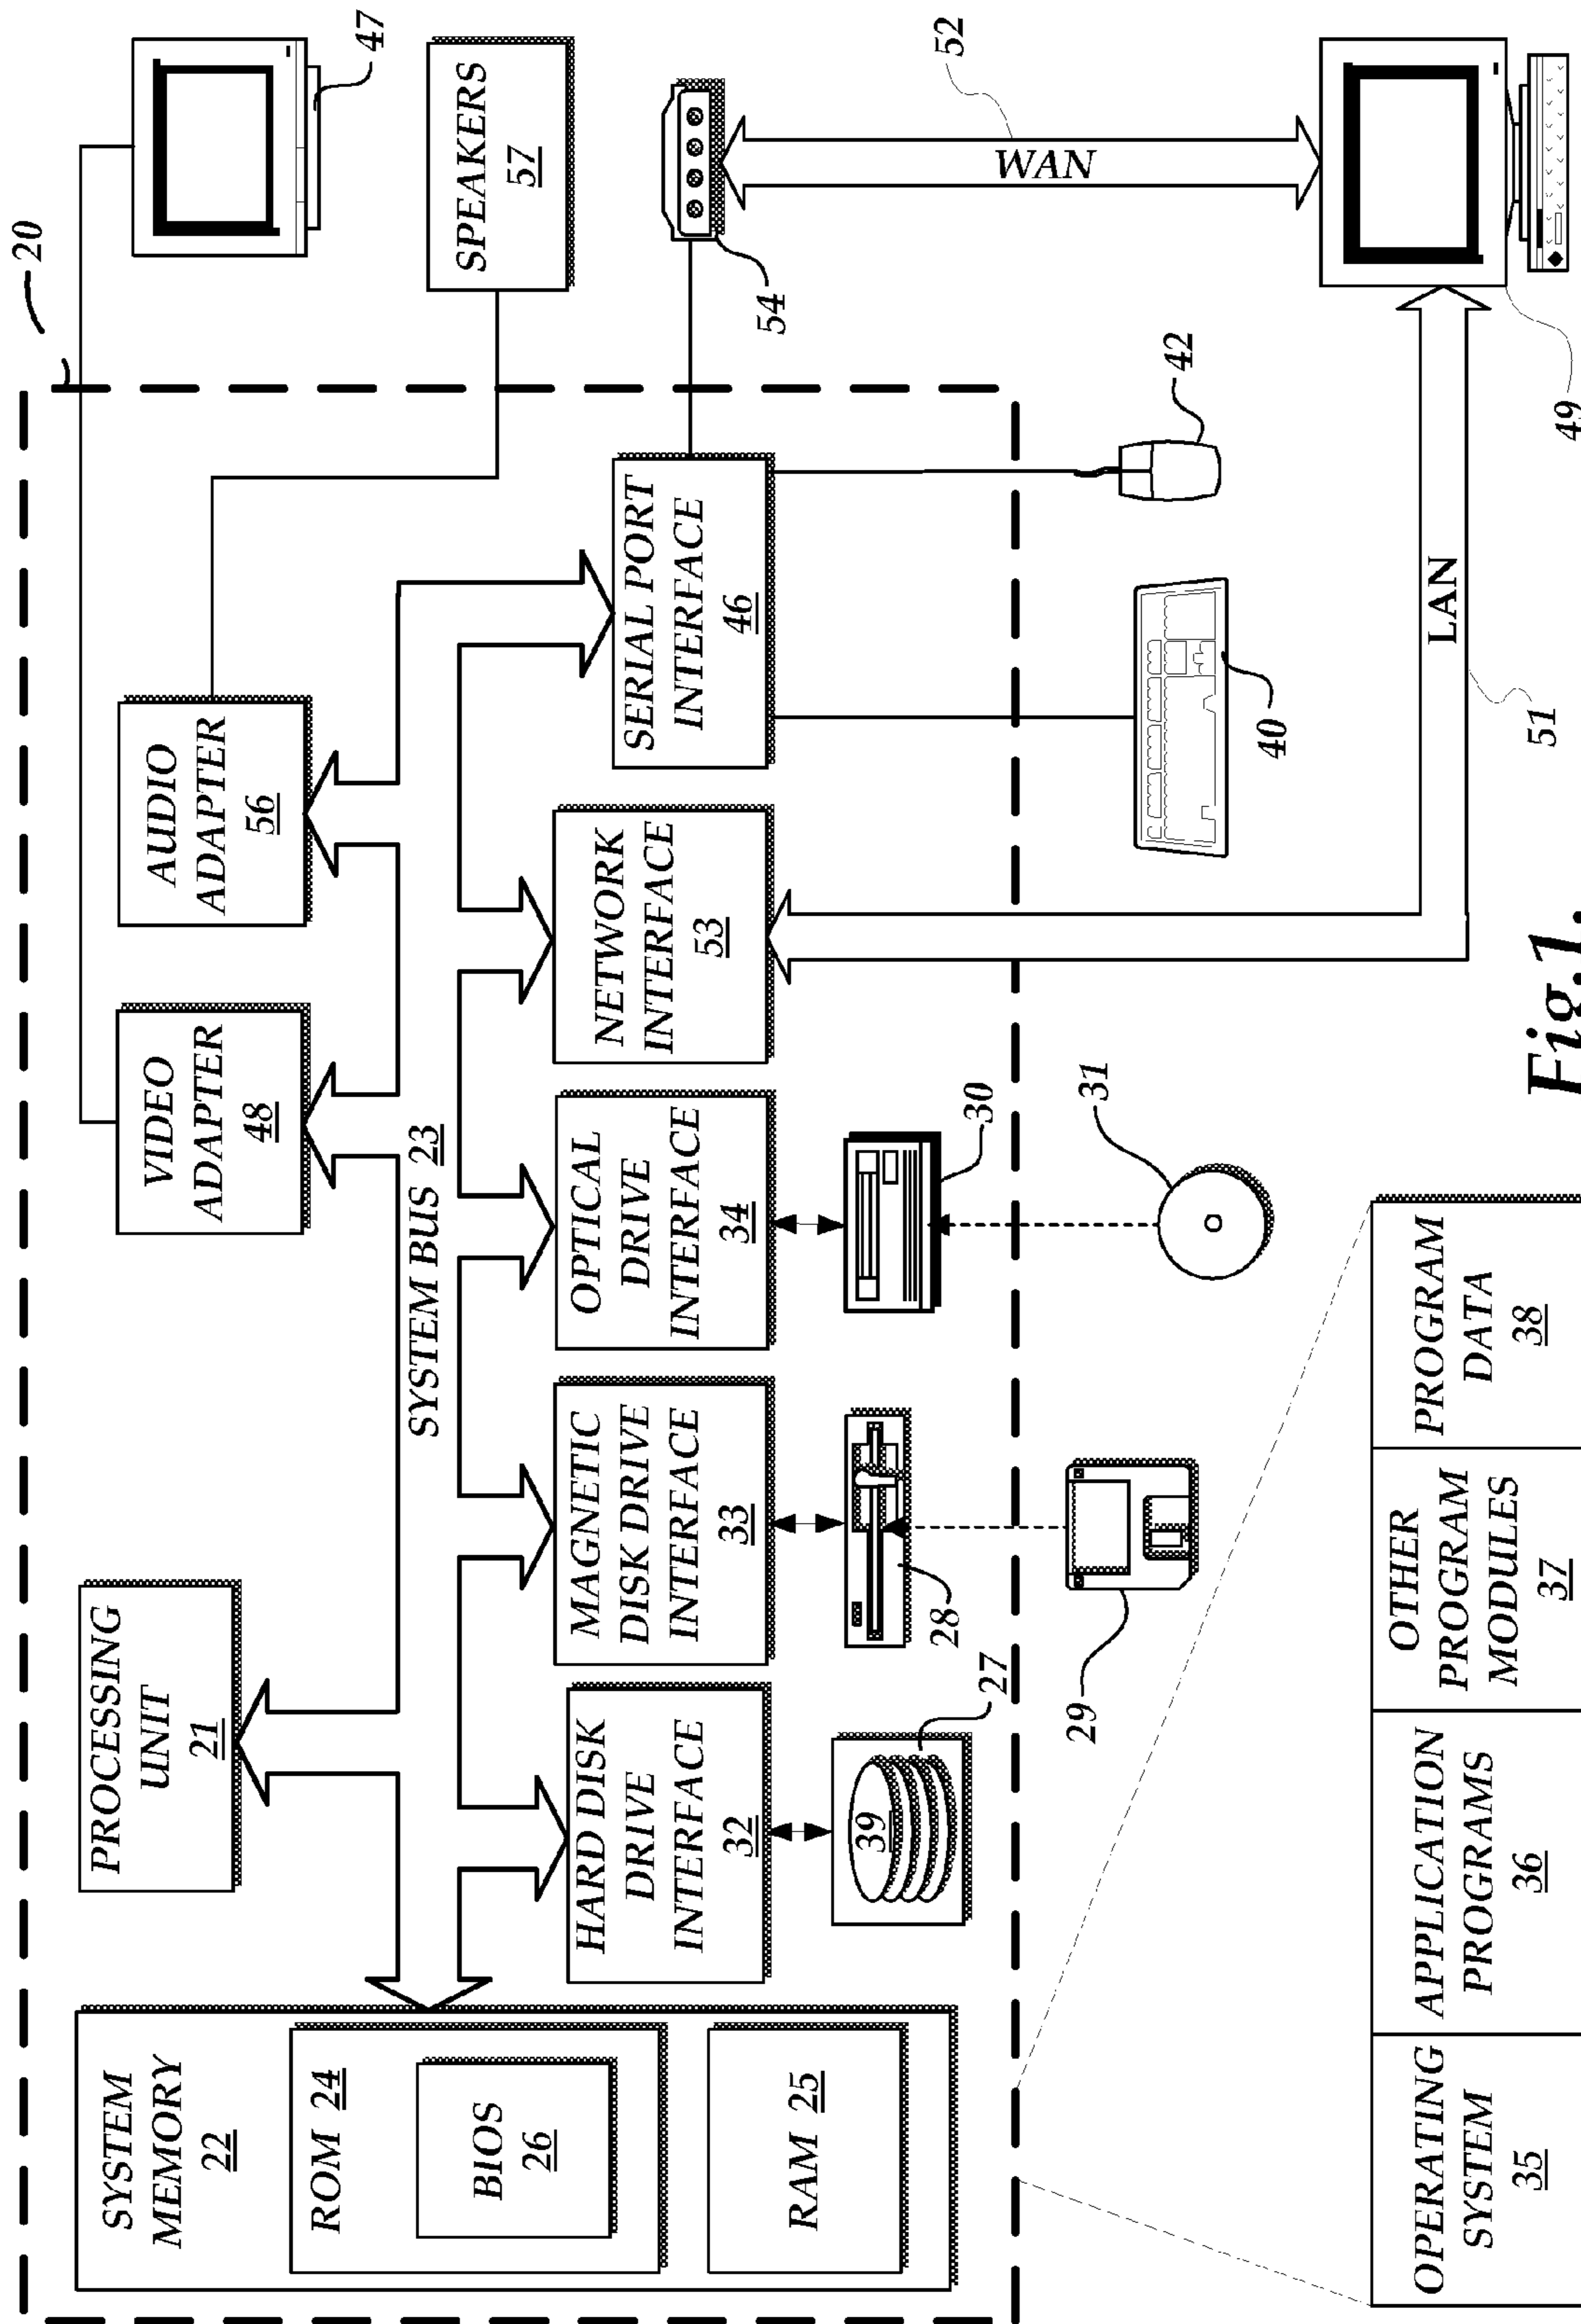 20
SYSTEM
MEMORY
22
ROM 24
BIOS
26
RAM 25
PROCESSING
UNIT
21
VIDEO
ADAPTER
48
AUDIO
ADAPTER
56
47
SPEAKERS
57
SYSTEM BUS 23
HARD DISK
DRIVE
INTERFACE
32
MAGNETIC
DISK DRIVE
INTERFACE
33
OPTICAL
DRIVE
INTERFACE
34
NETWORK
INTERFACE
53
SERIAL PORT
INTERFACE
46
54
39
27
28
30
29
31
40
42
WAN
52
LAN
51
49
OPERATING
SYSTEM
35
APPLICATION
PROGRAMS
36
OTHER
PROGRAM
MODULES
37
PROGRAM
DATA
38
Fig.1.